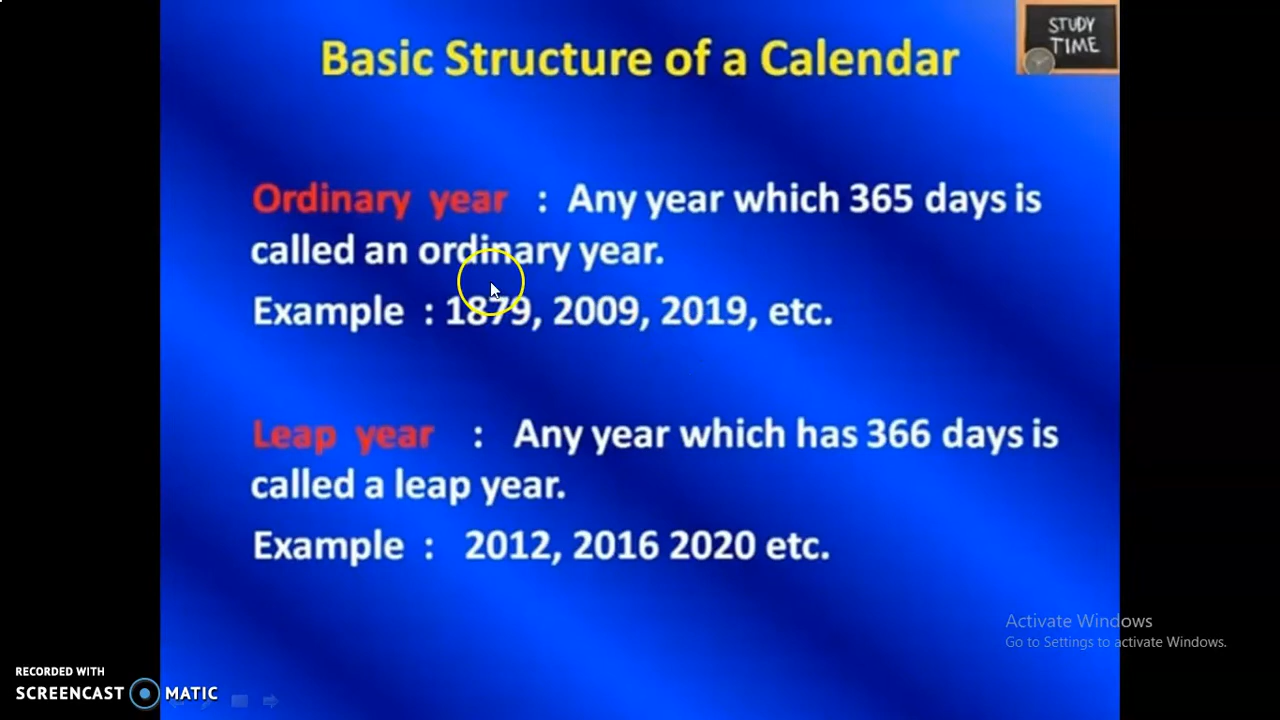 Basic Structure of a Calendar
STUDY
TIME
Ordinary year : Any year which 365 days is
called an ordinary year.
Example : 1879, 2009, 2019, etc.
Leap year : Any year which has 366 days is
called a leap year.
Example : 2012, 2016 2020 etc.
Activate Windows
Go to Settings to activate Windows.
RECORDED WITH
SCREENCAST MATIC